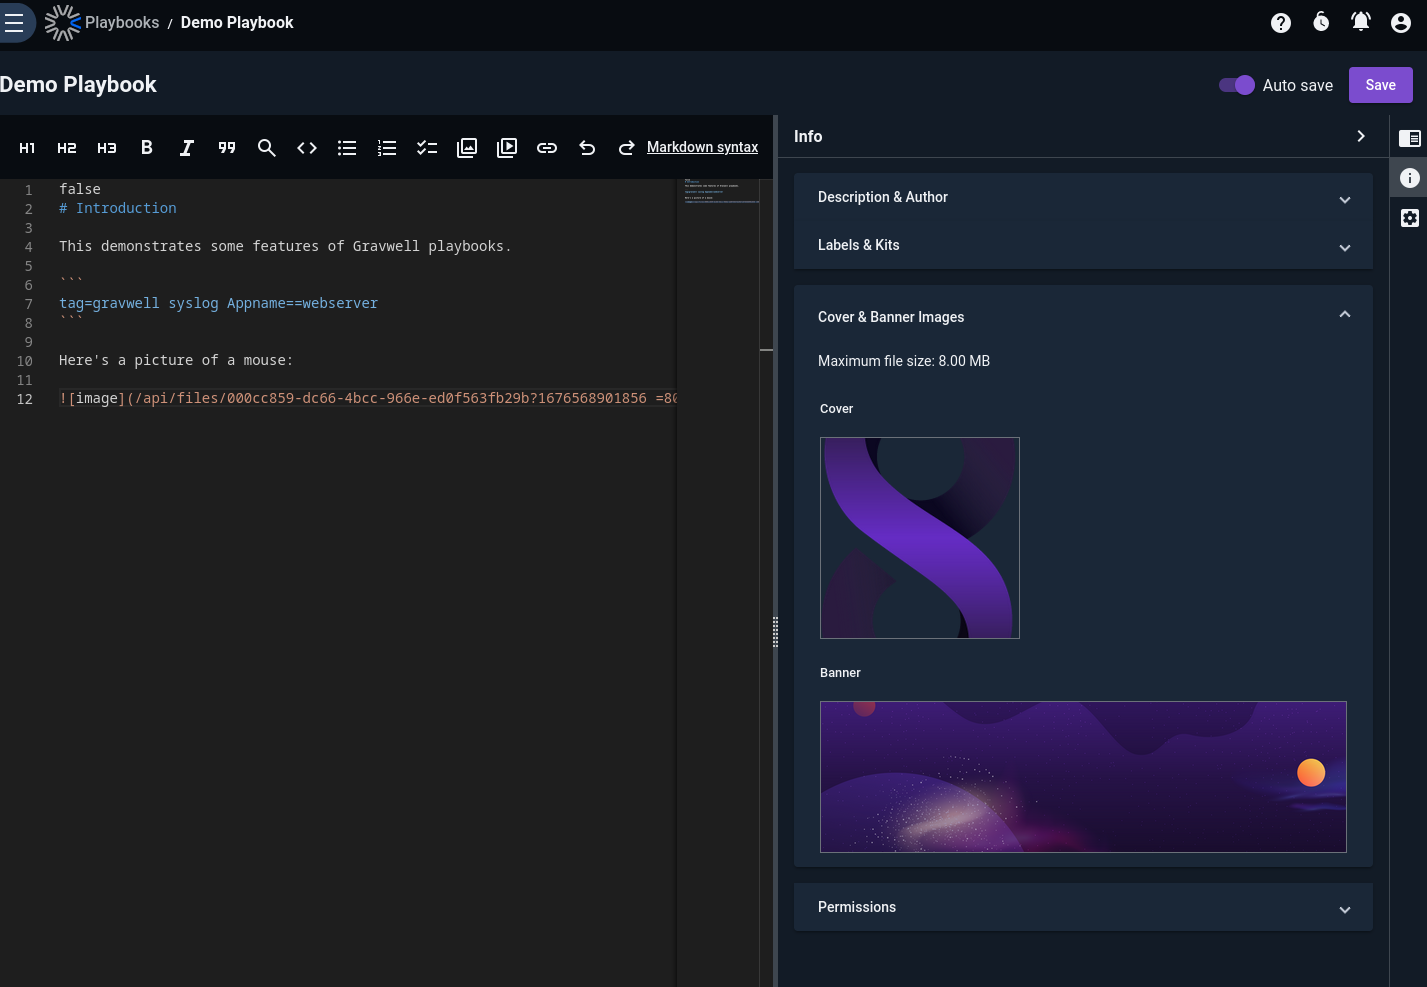 Playbooks / Demo Playbook
Demo Playbook
Auto save
Save
H1 H2 H3 B I Markdown syntax
1 false
2 # Introduction
3
4 This demonstrates some features of Gravwell playbooks.
5
6 ```
7 tag=gravwell syslog Appname==webserver
8 ```
9
10 Here's a picture of a mouse:
11
12 ![image](/api/files/000cc859-dc66-4bcc-966e-ed0f563fb29b?1676568901856 =80
Info
Description & Author
Labels & Kits
Cover & Banner Images
Maximum file size: 8.00 MB
Cover
Banner
Permissions